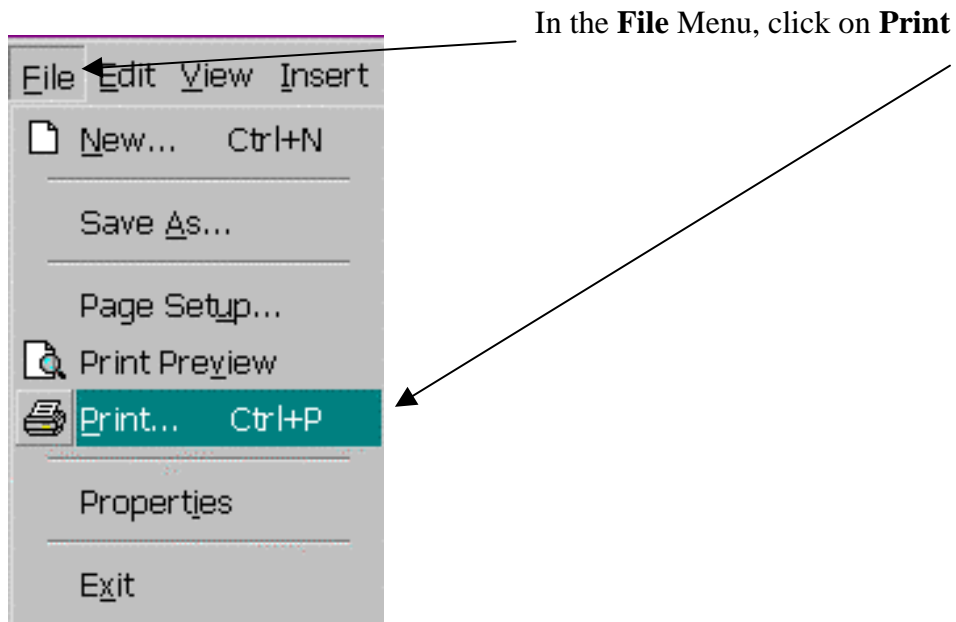 In the File Menu, click on Print
File Edit View Insert
New... Ctrl+N
Save As...
Page Setup...
Print Preview
Print... Ctrl+P
Properties
Exit